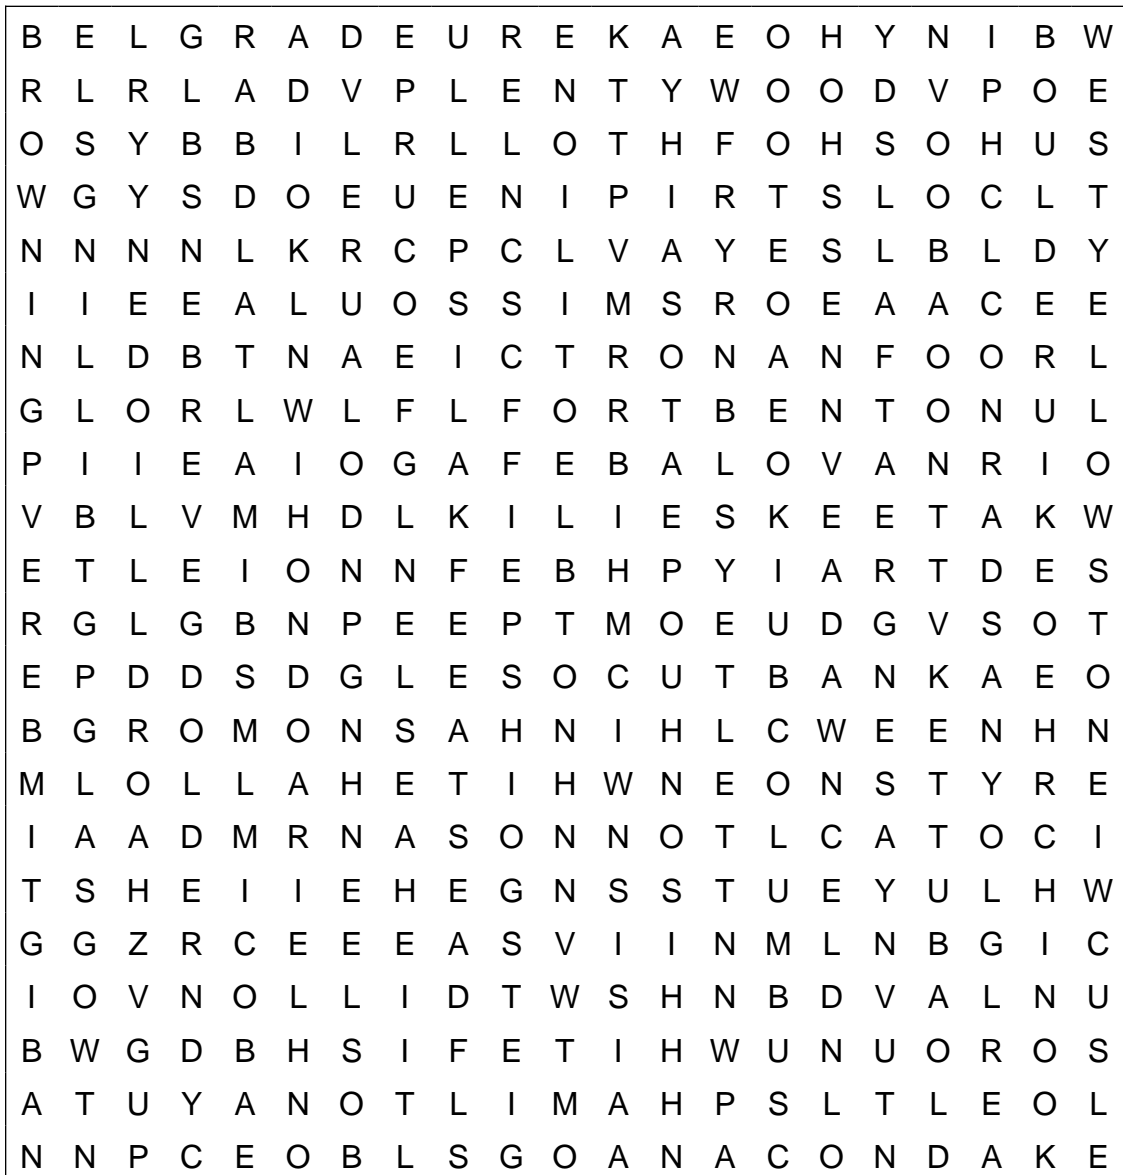 B E L G R A D E U R E K A E O H Y N I B W
R L R L A D V P L E N T Y W O O D V P O E
O S Y B B I L R L L O T H F O H S O H U S
W G Y S D O E U E N I P I R T S L O C L T
N N N N L K R C P C L V A Y E S L B L D Y
I I E E A L U O S S I M S R O E A A C E E
N L D B T N A E I C T R O N A N F O O R L
G L O R L W L F L F O R T B E N T O N U L
P I I E A I O G A F E B A L O V A N R I O
V B L V M H D L K I L I E S K E E T A K W
E T L E I O N N F E B H P Y I A R T D E S
R G L G B N P E E P T M O E U D G V S O T
E P D D S D G L E S O C U T B A N K A E O
B G R O M O N S A H N I H L C W E E N H N
M L O L L A H E T I H W N E O N S T Y R E
I A A D M R N A S O N N O T L C A T O C I
T S H E I I E H E G N S S T U E Y U L H W
G G Z R C E E E A S V I I N M L N B G I C
I O V N O L L I D T W S H N B D V A L N U
B W G D B H S I F E T I H W U N U O R O S
A T U Y A N O T L I M A H P S L T L E O L
N N P C E O B L S G O A N A C O N D A K E